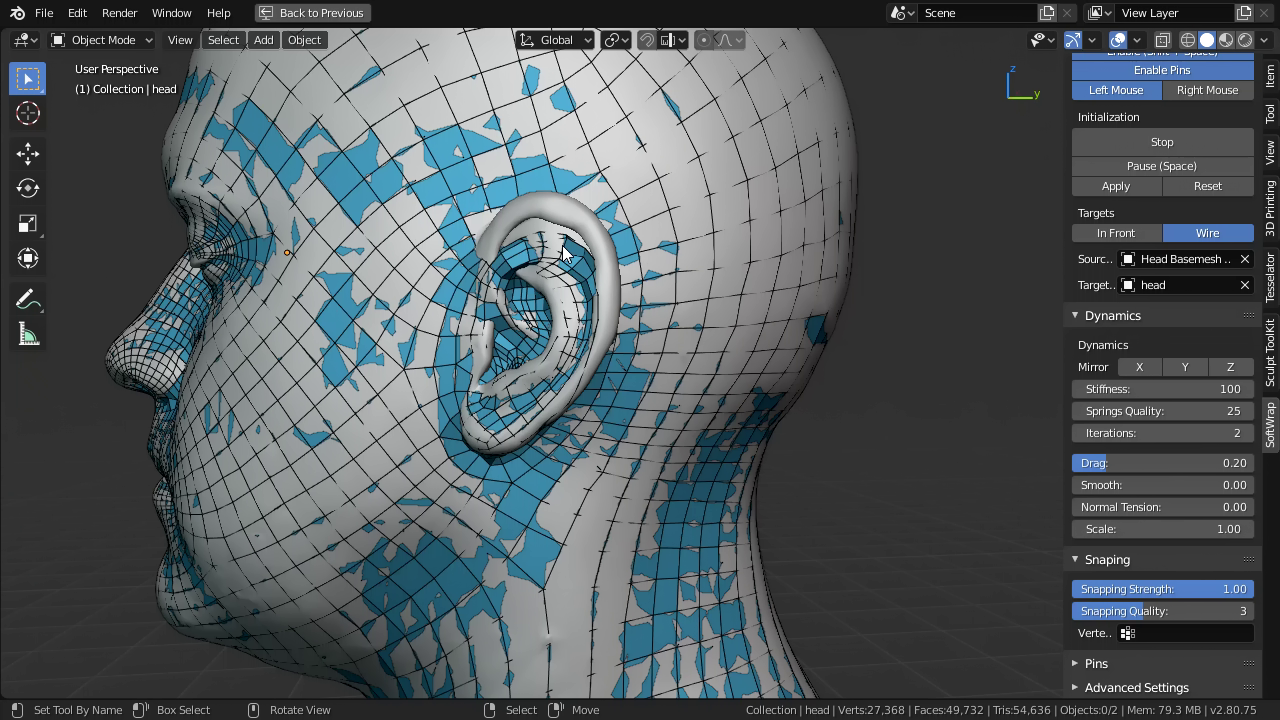 File Edit Render Window Help Back to Previous Scene View Layer
Object Mode View Select Add Object Global
User Perspective
(1) Collection | head
z
y
Enable (Shift + Space)
Enable Pins
Left Mouse Right Mouse
Initialization
Stop
Pause (Space)
Apply Reset
Targets
In Front Wire
Sourc.. Head Basemesh ..
Target.. head
Dynamics
Dynamics
Mirror X Y Z
Stiffness: 100
Springs Quality: 25
Iterations: 2
Drag: 0.20
Smooth: 0.00
Normal Tension: 0.00
Scale: 1.00
Snaping
Snapping Strength: 1.00
Snapping Quality: 3
Verte..
Pins
Advanced Settings
Item
Tool
View
3D Printing
Tesselator
Sculpt ToolKit
SoftWrap
Set Tool By Name Box Select Rotate View Select Move Collection | head | Verts:27,368 | Faces:49,732 | Tris:54,636 | Objects:0/2 | Mem: 79.3 MB | v2.80.75